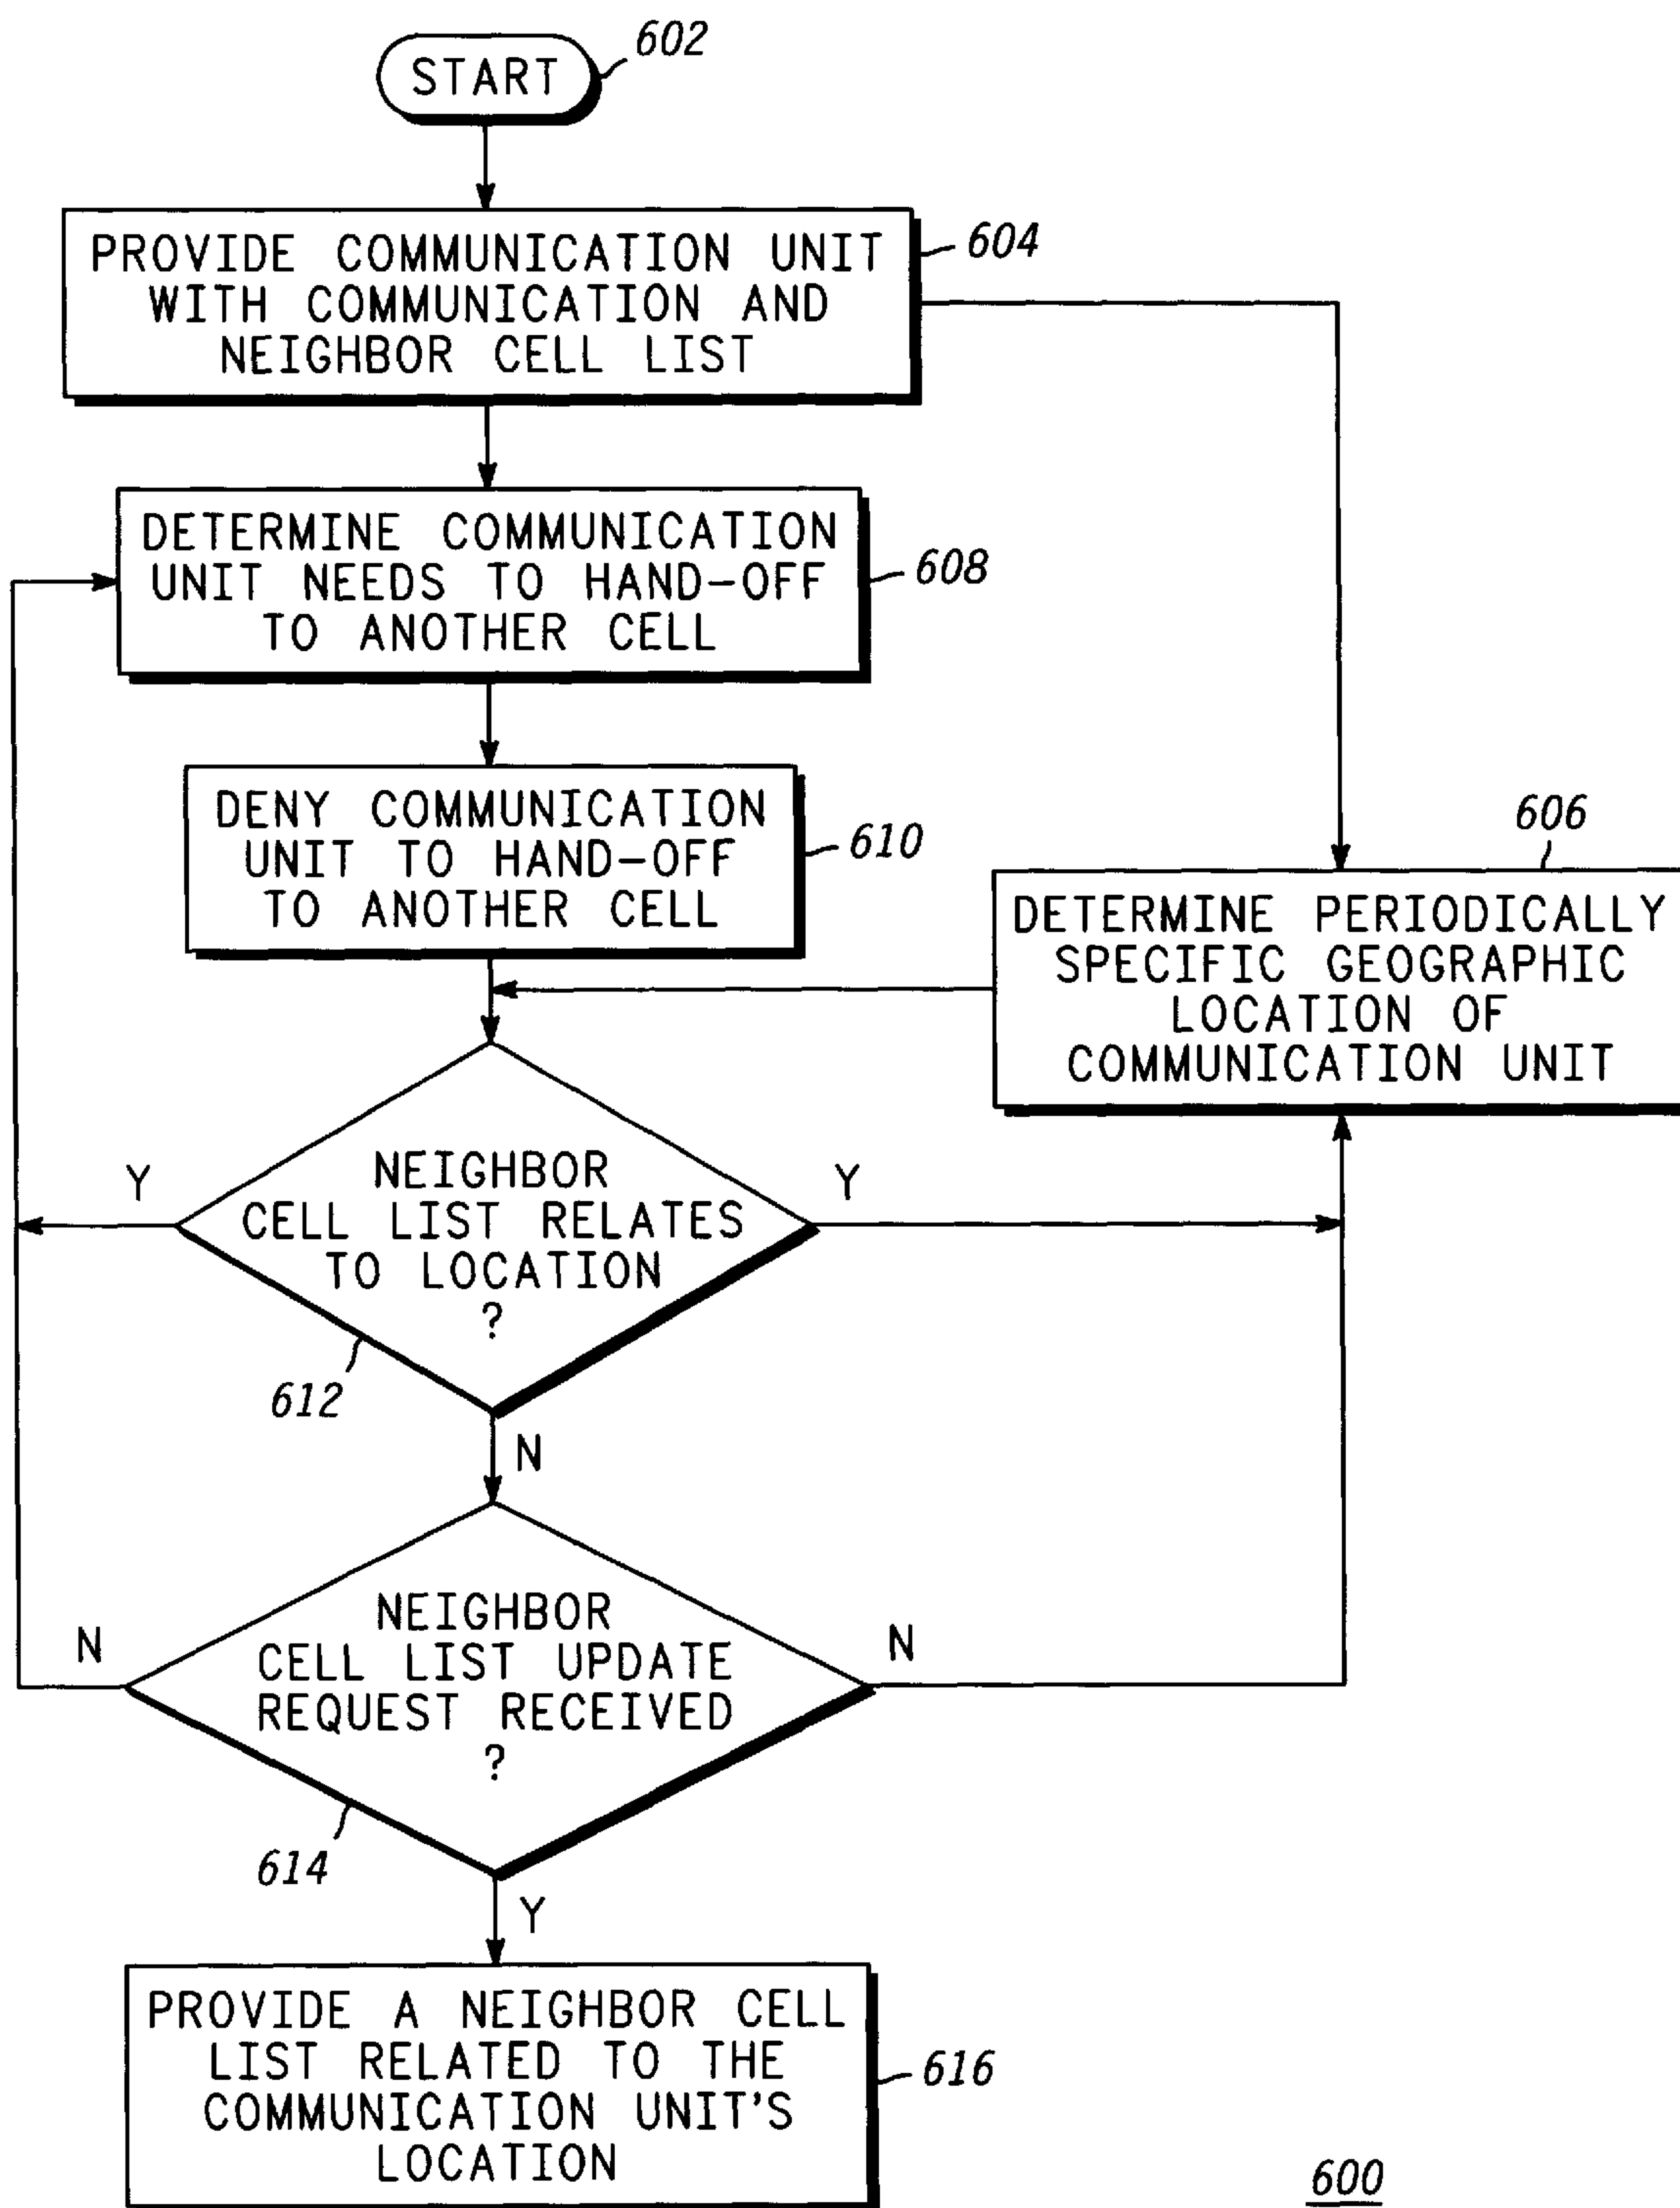 START
602
PROVIDE COMMUNICATION UNIT
WITH COMMUNICATION AND
NEIGHBOR CELL LIST
604
DETERMINE COMMUNICATION
UNIT NEEDS TO HAND-OFF
TO ANOTHER CELL
608
DENY COMMUNICATION
UNIT TO HAND-OFF
TO ANOTHER CELL
610
606
DETERMINE PERIODICALLY
SPECIFIC GEOGRAPHIC
LOCATION OF
COMMUNICATION UNIT
Y
NEIGHBOR
CELL LIST RELATES
TO LOCATION
?
Y
612
N
N
NEIGHBOR
CELL LIST UPDATE
REQUEST RECEIVED
?
N
614
Y
PROVIDE A NEIGHBOR CELL
LIST RELATED TO THE
COMMUNICATION UNIT'S
LOCATION
616
600